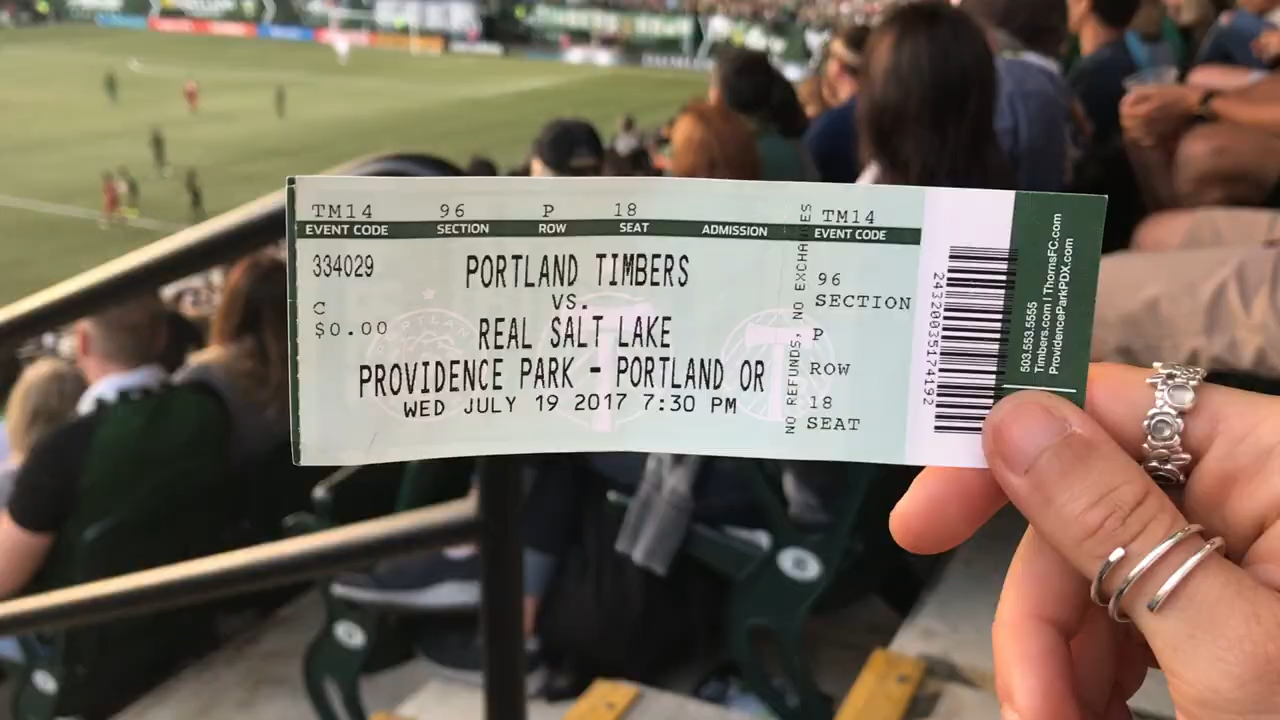 TM14 96 P 18
EVENT CODE SECTION ROW SEAT ADMISSION
334029
C
$0.00
PORTLAND TIMBERS
VS.
REAL SALT LAKE
PROVIDENCE PARK - PORTLAND OR
WED JULY 19 2017 7:30 PM
NO REFUNDS, NO EXCHANGES
TM14
EVENT CODE
96
SECTION
P
ROW
18
SEAT
24320035174192
503.553.5555
Timbers.com | ThornsFC.com
ProvidenceParkPDX.com